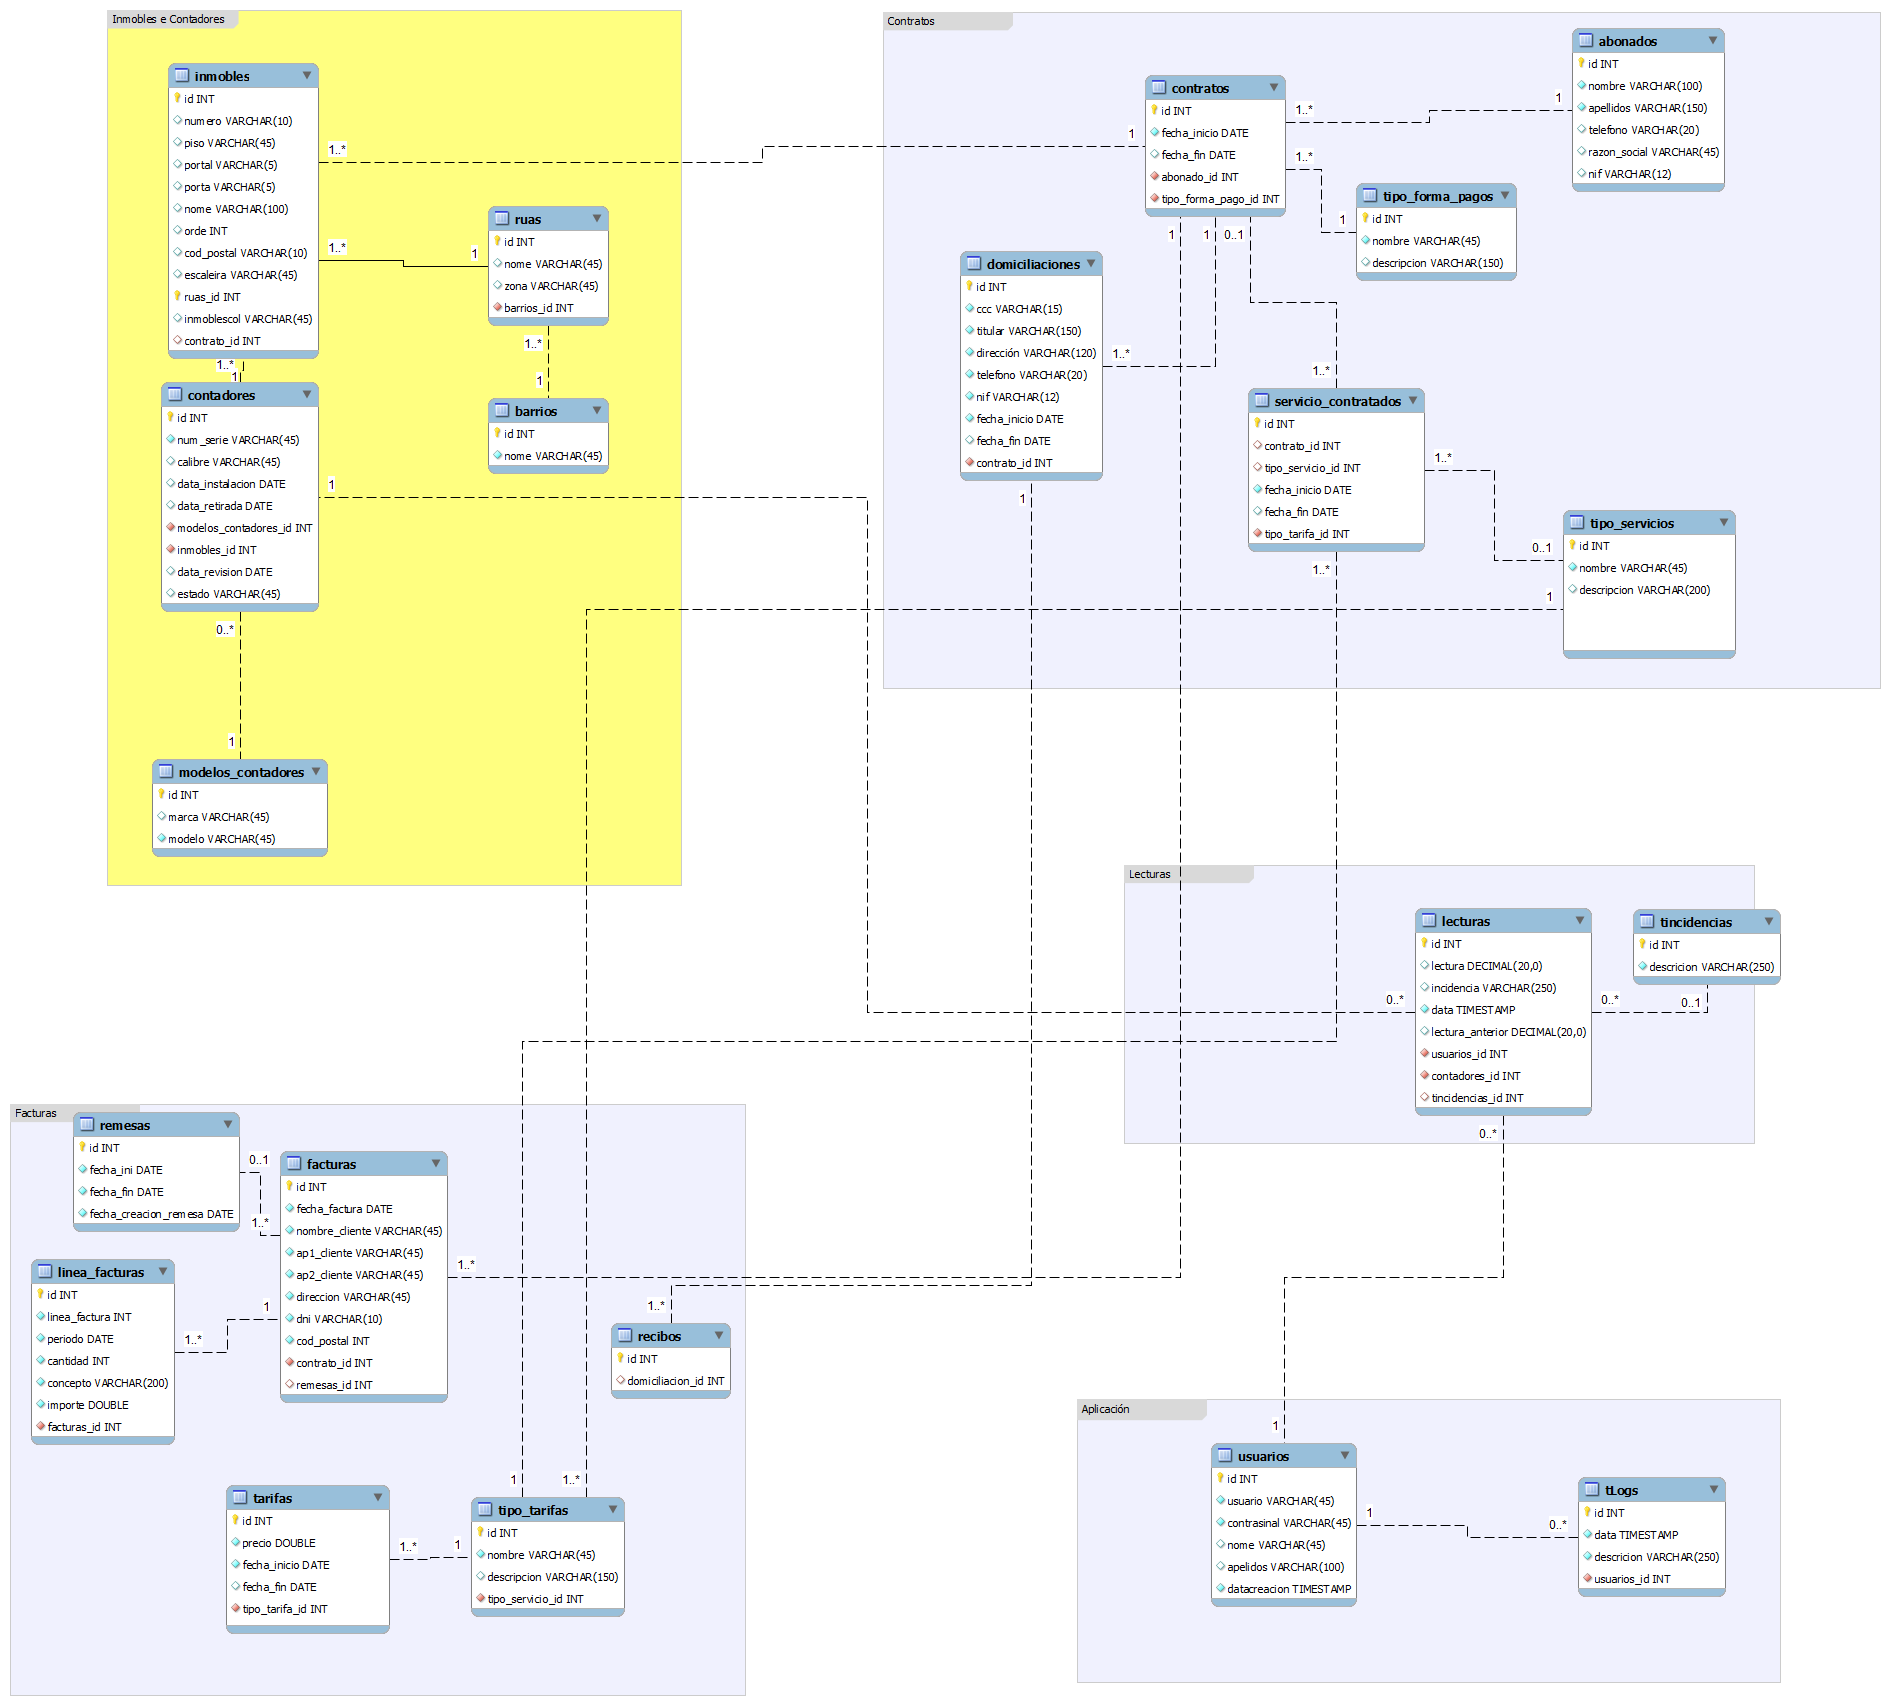 Inmobles e Contadores
inmobles
id INT
numero VARCHAR(10)
piso VARCHAR(45)
portal VARCHAR(5)
porta VARCHAR(5)
nome VARCHAR(100)
orde INT
cod_postal VARCHAR(10)
escaleira VARCHAR(45)
ruas_id INT
inmoblescol VARCHAR(45)
contrato_id INT
1..*
1..*
1
1..*
1
ruas
id INT
nome VARCHAR(45)
zona VARCHAR(45)
barrios_id INT
1..*
1
barrios
id INT
nome VARCHAR(45)
contadores
id INT
num_serie VARCHAR(45)
calibre VARCHAR(45)
data_instalacion DATE
data_retirada DATE
modelos_contadores_id INT
inmobles_id INT
data_revision DATE
estado VARCHAR(45)
1
0..*
1
modelos_contadores
id INT
marca VARCHAR(45)
modelo VARCHAR(45)
Contratos
contratos
id INT
fecha_inicio DATE
fecha_fin DATE
abonado_id INT
tipo_forma_pago_id INT
1
1..*
1
1..*
1
1
1
0..1
abonados
id INT
nombre VARCHAR(100)
apellidos VARCHAR(150)
telefono VARCHAR(20)
razon_social VARCHAR(45)
nif VARCHAR(12)
tipo_forma_pagos
id INT
nombre VARCHAR(45)
descripcion VARCHAR(150)
domiciliaciones
id INT
ccc VARCHAR(15)
titular VARCHAR(150)
dirección VARCHAR(120)
telefono VARCHAR(20)
nif VARCHAR(12)
fecha_inicio DATE
fecha_fin DATE
contrato_id INT
1..*
1
1..*
servicio_contratados
id INT
contrato_id INT
tipo_servicio_id INT
fecha_inicio DATE
fecha_fin DATE
tipo_tarifa_id INT
1..*
1..*
0..1
1
tipo_servicios
id INT
nombre VARCHAR(45)
descripcion VARCHAR(200)
Lecturas
lecturas
id INT
lectura DECIMAL(20,0)
incidencia VARCHAR(250)
data TIMESTAMP
lectura_anterior DECIMAL(20,0)
usuarios_id INT
contadores_id INT
tincidencias_id INT
0..*
0..*
0..1
0..*
tincidencias
id INT
descricion VARCHAR(250)
Facturas
remesas
id INT
fecha_ini DATE
fecha_fin DATE
fecha_creacion_remesa DATE
0..1
1..*
facturas
id INT
fecha_factura DATE
nombre_cliente VARCHAR(45)
ap1_cliente VARCHAR(45)
ap2_cliente VARCHAR(45)
direccion VARCHAR(45)
dni VARCHAR(10)
cod_postal INT
contrato_id INT
remesas_id INT
1..*
1
1..*
linea_facturas
id INT
linea_factura INT
periodo DATE
cantidad INT
concepto VARCHAR(200)
importe DOUBLE
facturas_id INT
1..*
recibos
id INT
domiciliacion_id INT
tarifas
id INT
precio DOUBLE
fecha_inicio DATE
fecha_fin DATE
tipo_tarifa_id INT
1..*
1
1
1..*
tipo_tarifas
id INT
nombre VARCHAR(45)
descripcion VARCHAR(150)
tipo_servicio_id INT
Aplicación
1
usuarios
id INT
usuario VARCHAR(45)
contrasinal VARCHAR(45)
nome VARCHAR(45)
apelidos VARCHAR(100)
datacreacion TIMESTAMP
1
0..*
tLogs
id INT
data TIMESTAMP
descricion VARCHAR(250)
usuarios_id INT